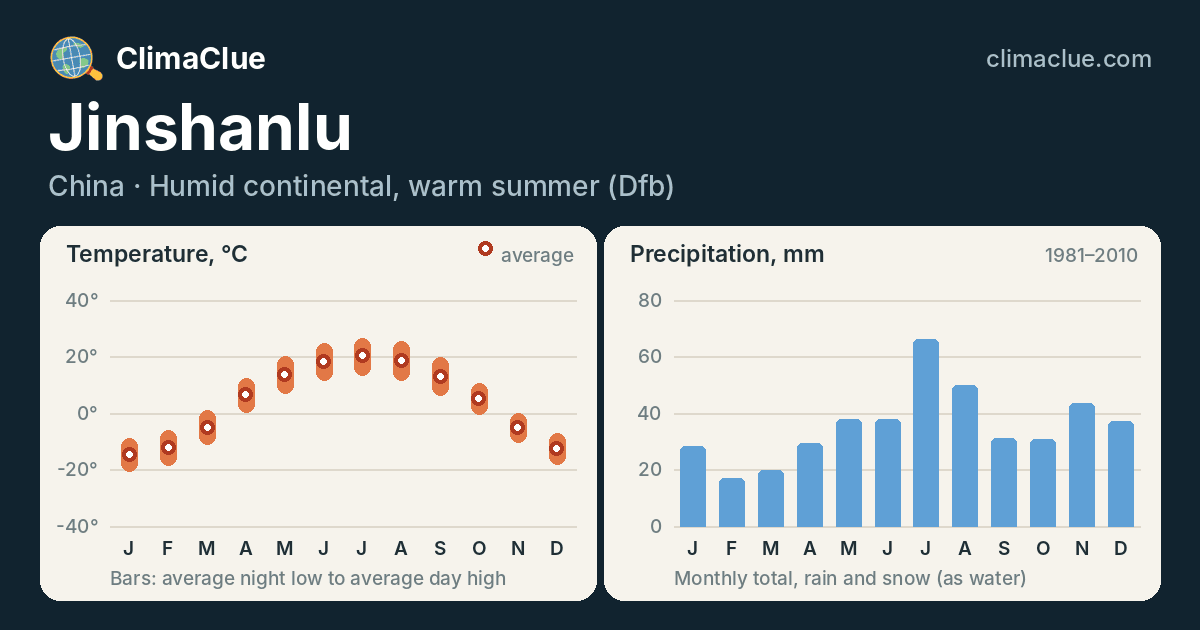 ClimaClue
climaclue.com
Jinshanlu
China · Humid continental, warm summer (Dfb)
Temperature, °C
average
40°
20°
0°
-20°
-40°
J F M A M J J A S O N D
Bars: average night low to average day high
Precipitation, mm
1981–2010
80
60
40
20
0
J F M A M J J A S O N D
Monthly total, rain and snow (as water)